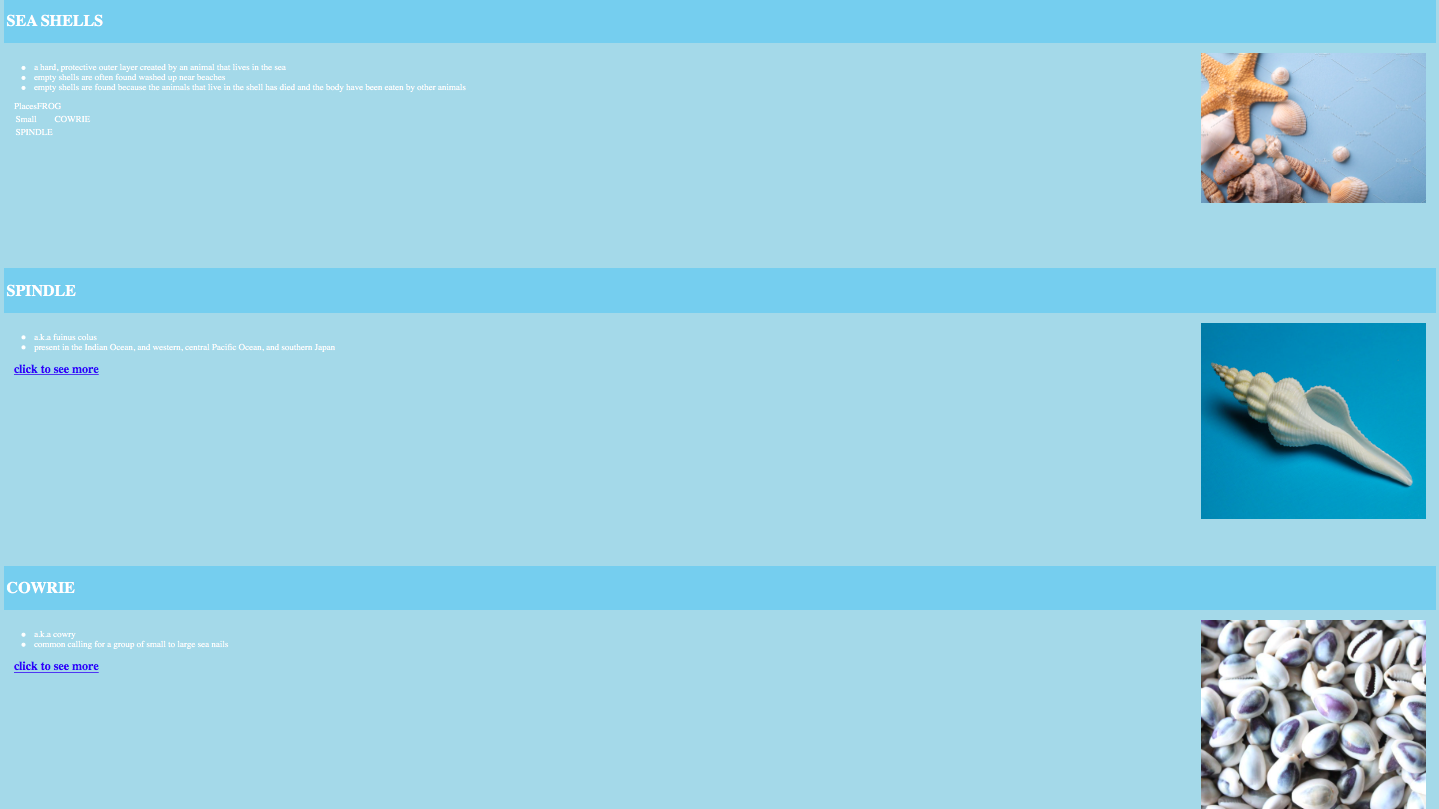 SEA SHELLS
a hard, protective outer layer created by an animal that lives in the sea
empty shells are often found washed up near beaches
empty shells are found because the animals that live in the shell has died and the body have been eaten by other animals
PlacesFROG
Small COWRIE
SPINDLE
SPINDLE
a.k.a fuinus colus
present in the Indian Ocean, and western, central Pacific Ocean, and southern Japan
click to see more
COWRIE
a.k.a cowry
common calling for a group of small to large sea nails
click to see more